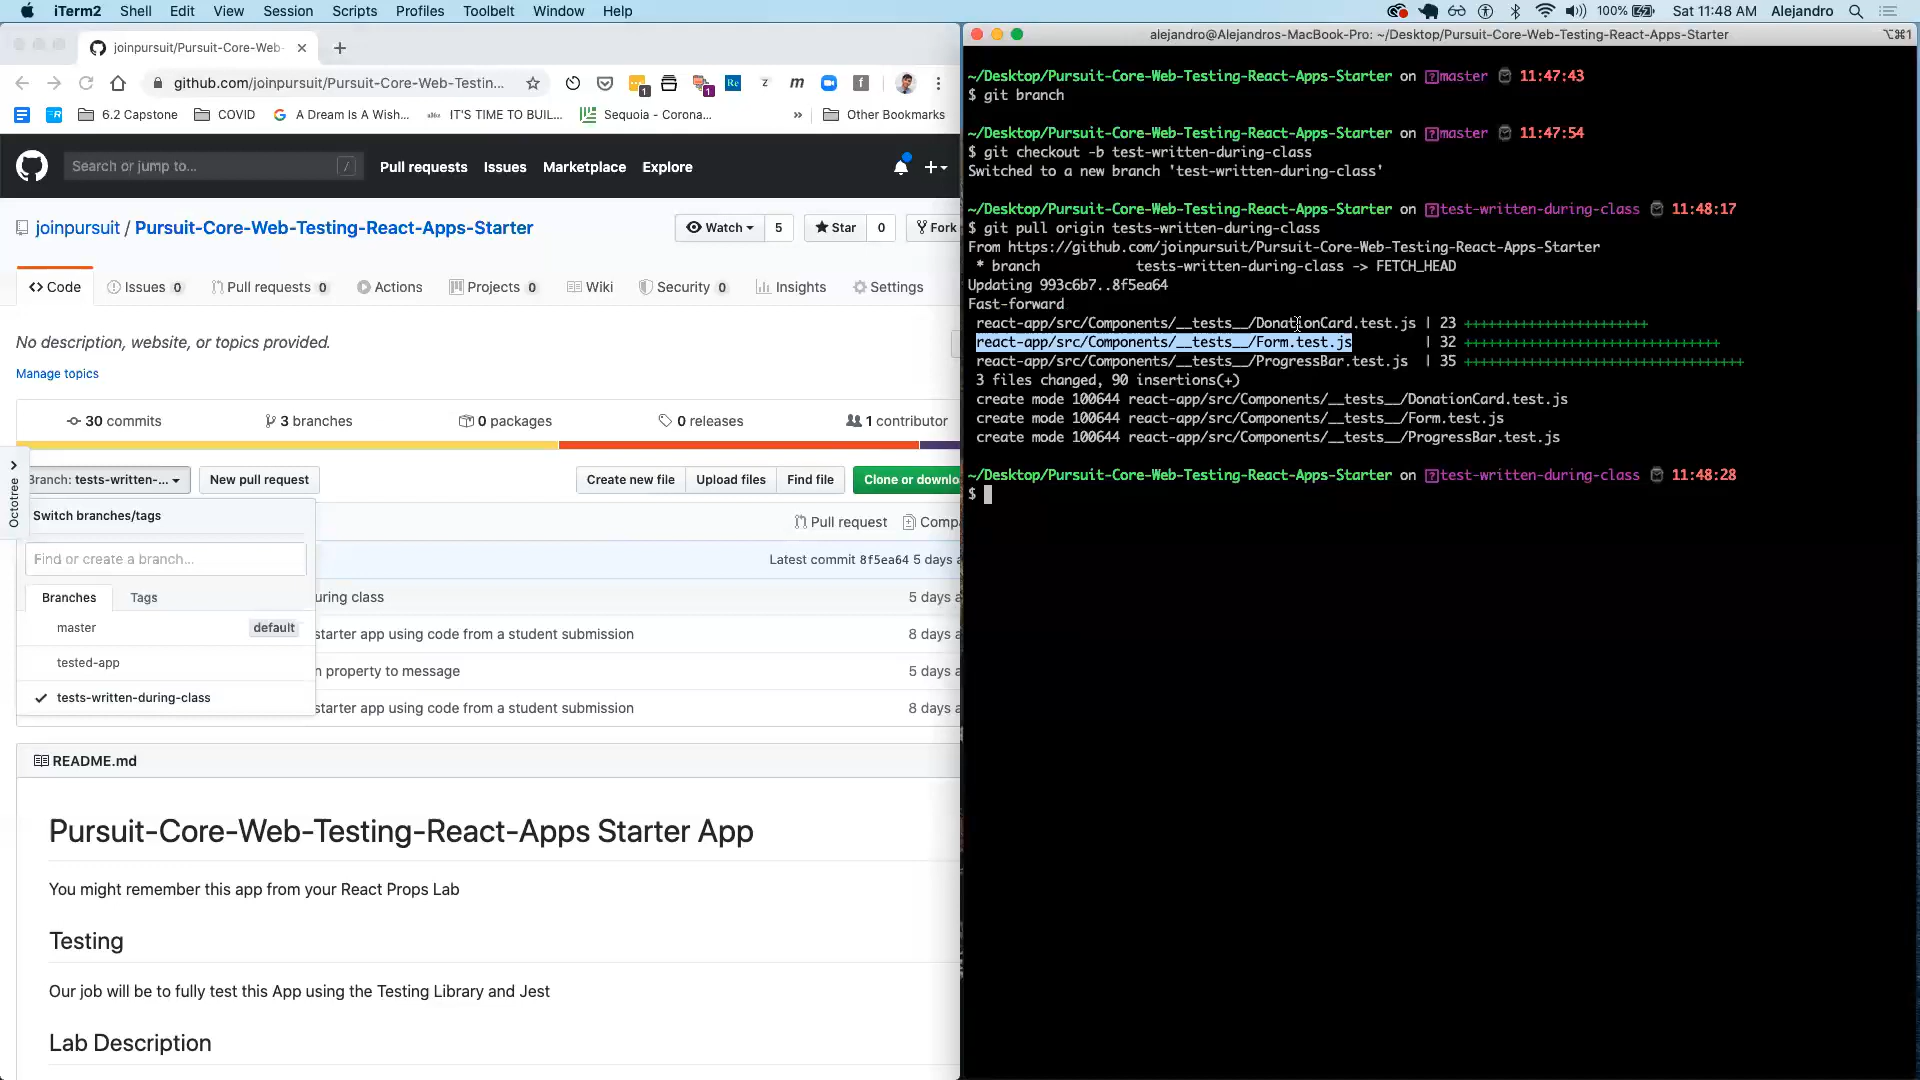 iTerm2 Shell Edit View Session Scripts Profiles Toolbelt Window Help 100% Sat 11:48 AM Alejandro
joinpursuit/Pursuit-Core-Web-
github.com/joinpursuit/Pursuit-Core-Web-Testin...
1 1 Re z m f
6.2 Capstone COVID A Dream Is A Wish... IT'S TIME TO BUIL... Sequoia - Corona... » Other Bookmarks
Search or jump to... / Pull requests Issues Marketplace Explore
joinpursuit / Pursuit-Core-Web-Testing-React-Apps-Starter
Watch 5 Star 0 Fork
Code Issues 0 Pull requests 0 Actions Projects 0 Wiki Security 0 Insights Settings
No description, website, or topics provided.
Manage topics
30 commits 3 branches 0 packages 0 releases 1 contributor
Octotree
Branch: tests-written-... New pull request Create new file Upload files Find file Clone or downlo
Switch branches/tags
Pull request Compa
Find or create a branch...
Latest commit 8f5ea64 5 days a
Branches Tags
uring class 5 days a
master default
starter app using code from a student submission 8 days a
tested-app
n property to message 5 days a
tests-written-during-class
starter app using code from a student submission 8 days a
README.md
Pursuit-Core-Web-Testing-React-Apps Starter App
You might remember this app from your React Props Lab
Testing
Our job will be to fully test this App using the Testing Library and Jest
Lab Description
alejandro@Alejandros-MacBook-Pro: ~/Desktop/Pursuit-Core-Web-Testing-React-Apps-Starter ⌥⌘1
~/Desktop/Pursuit-Core-Web-Testing-React-Apps-Starter on master 11:47:43
$ git branch
~/Desktop/Pursuit-Core-Web-Testing-React-Apps-Starter on master 11:47:54
$ git checkout -b test-written-during-class
Switched to a new branch 'test-written-during-class'
~/Desktop/Pursuit-Core-Web-Testing-React-Apps-Starter on test-written-during-class 11:48:17
$ git pull origin tests-written-during-class
From https://github.com/joinpursuit/Pursuit-Core-Web-Testing-React-Apps-Starter
* branch tests-written-during-class -> FETCH_HEAD
Updating 993c6b7..8f5ea64
Fast-forward
react-app/src/Components/__tests__/DonationCard.test.js | 23 +++++++++++++++++++++++
react-app/src/Components/__tests__/Form.test.js | 32 ++++++++++++++++++++++++++++++++
react-app/src/Components/__tests__/ProgressBar.test.js | 35 +++++++++++++++++++++++++++++++++++
3 files changed, 90 insertions(+)
create mode 100644 react-app/src/Components/__tests__/DonationCard.test.js
create mode 100644 react-app/src/Components/__tests__/Form.test.js
create mode 100644 react-app/src/Components/__tests__/ProgressBar.test.js
~/Desktop/Pursuit-Core-Web-Testing-React-Apps-Starter on test-written-during-class 11:48:28
$